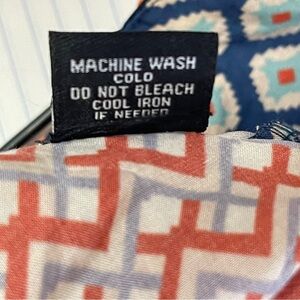 MACHINE WASH
COLD
DO NOT BLEACH
COOL IRON
IF NEEDED